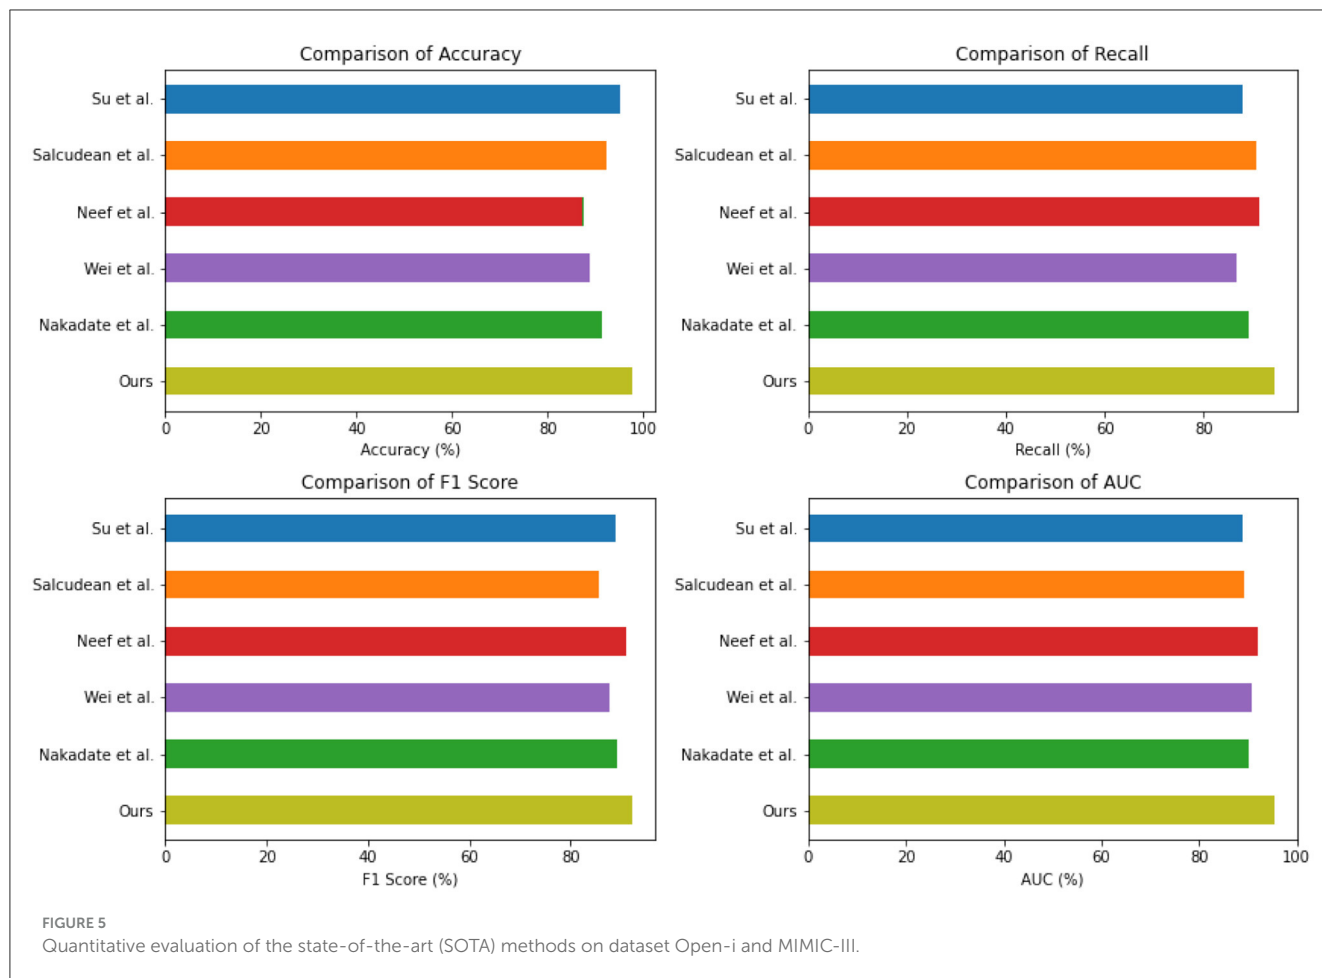 Comparison of Accuracy
Su et al.
Salcudean et al.
Neef et al.
Wei et al.
Nakadate et al.
Ours
0 20 40 60 80 100
Accuracy (%)
Comparison of Recall
Su et al.
Salcudean et al.
Neef et al.
Wei et al.
Nakadate et al.
Ours
0 20 40 60 80
Recall (%)
Comparison of F1 Score
Su et al.
Salcudean et al.
Neef et al.
Wei et al.
Nakadate et al.
Ours
0 20 40 60 80
F1 Score (%)
Comparison of AUC
Su et al.
Salcudean et al.
Neef et al.
Wei et al.
Nakadate et al.
Ours
0 20 40 60 80 100
AUC (%)
FIGURE 5
Quantitative evaluation of the state-of-the-art (SOTA) methods on dataset Open-i and MIMIC-III.